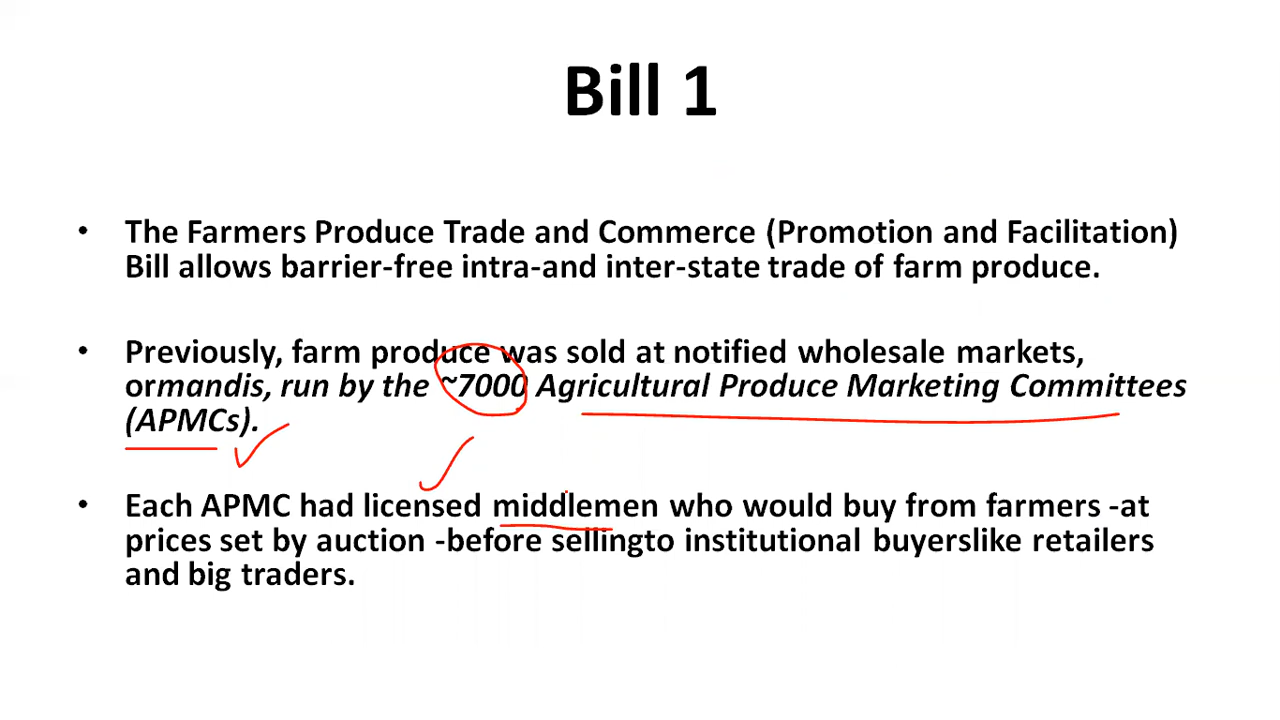 Bill 1
• The Farmers Produce Trade and Commerce (Promotion and Facilitation)
Bill allows barrier-free intra-and inter-state trade of farm produce.
• Previously, farm produce was sold at notified wholesale markets,
ormandis, run by the ~7000 Agricultural Produce Marketing Committees
(APMCs).
• Each APMC had licensed middlemen who would buy from farmers -at
prices set by auction -before sellingto institutional buyerslike retailers
and big traders.